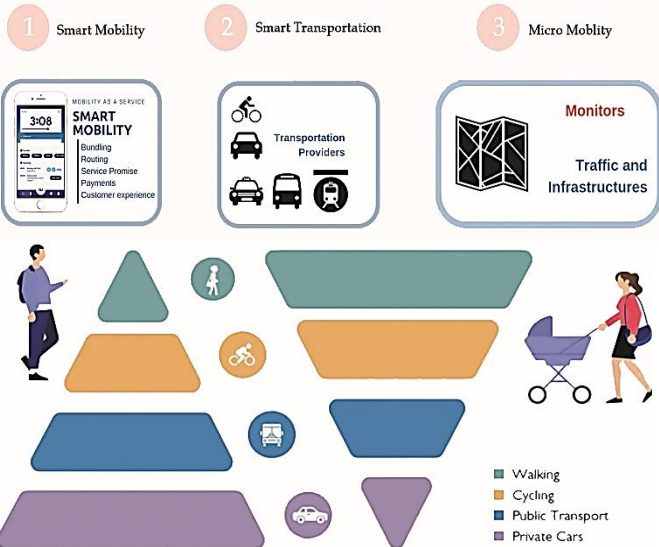 1 Smart Mobility
2 Smart Transportation
3 Micro Moblity
3:08
MOBILITY AS A SERVICE
SMART
MOBILITY
Bundling
Routing
Service Promise
Payments
Customer experience
Transportation
Providers
Monitors
Traffic and
Infrastructures
Walking
Cycling
Public Transport
Private Cars